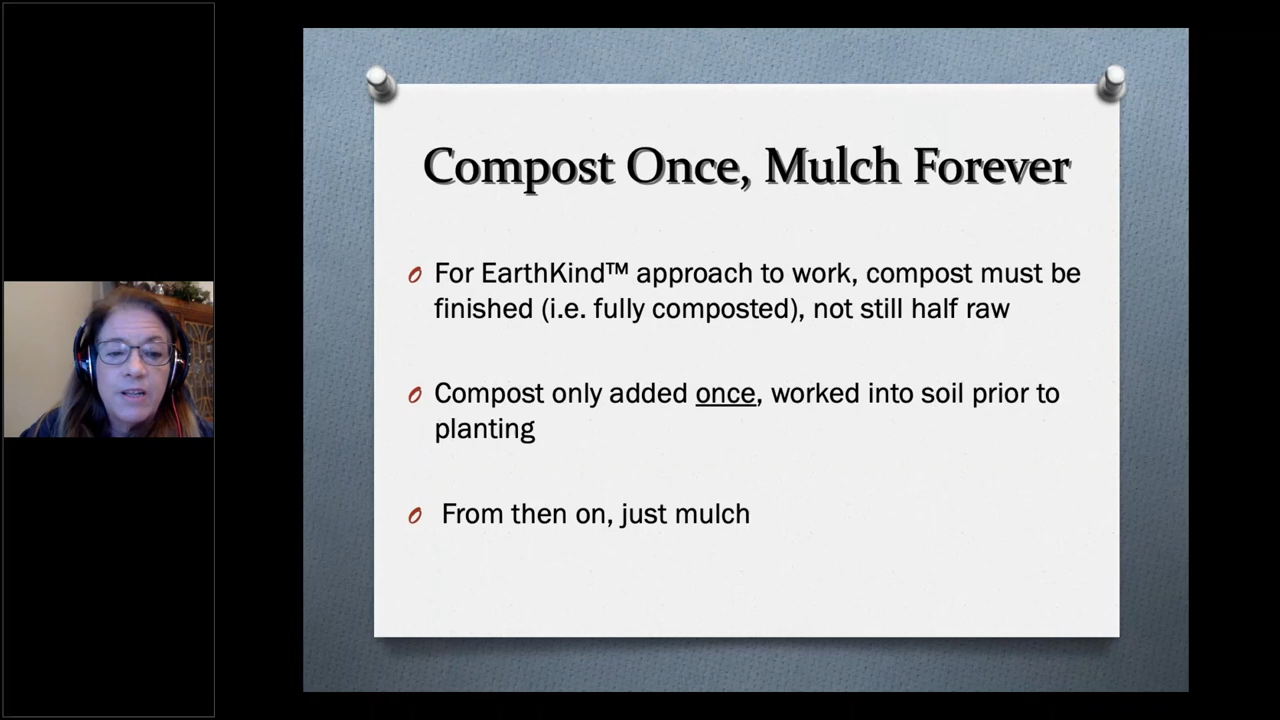 Compost Once, Mulch Forever
For EarthKind™ approach to work, compost must be
finished (i.e. fully composted), not still half raw
Compost only added once, worked into soil prior to
planting
From then on, just mulch